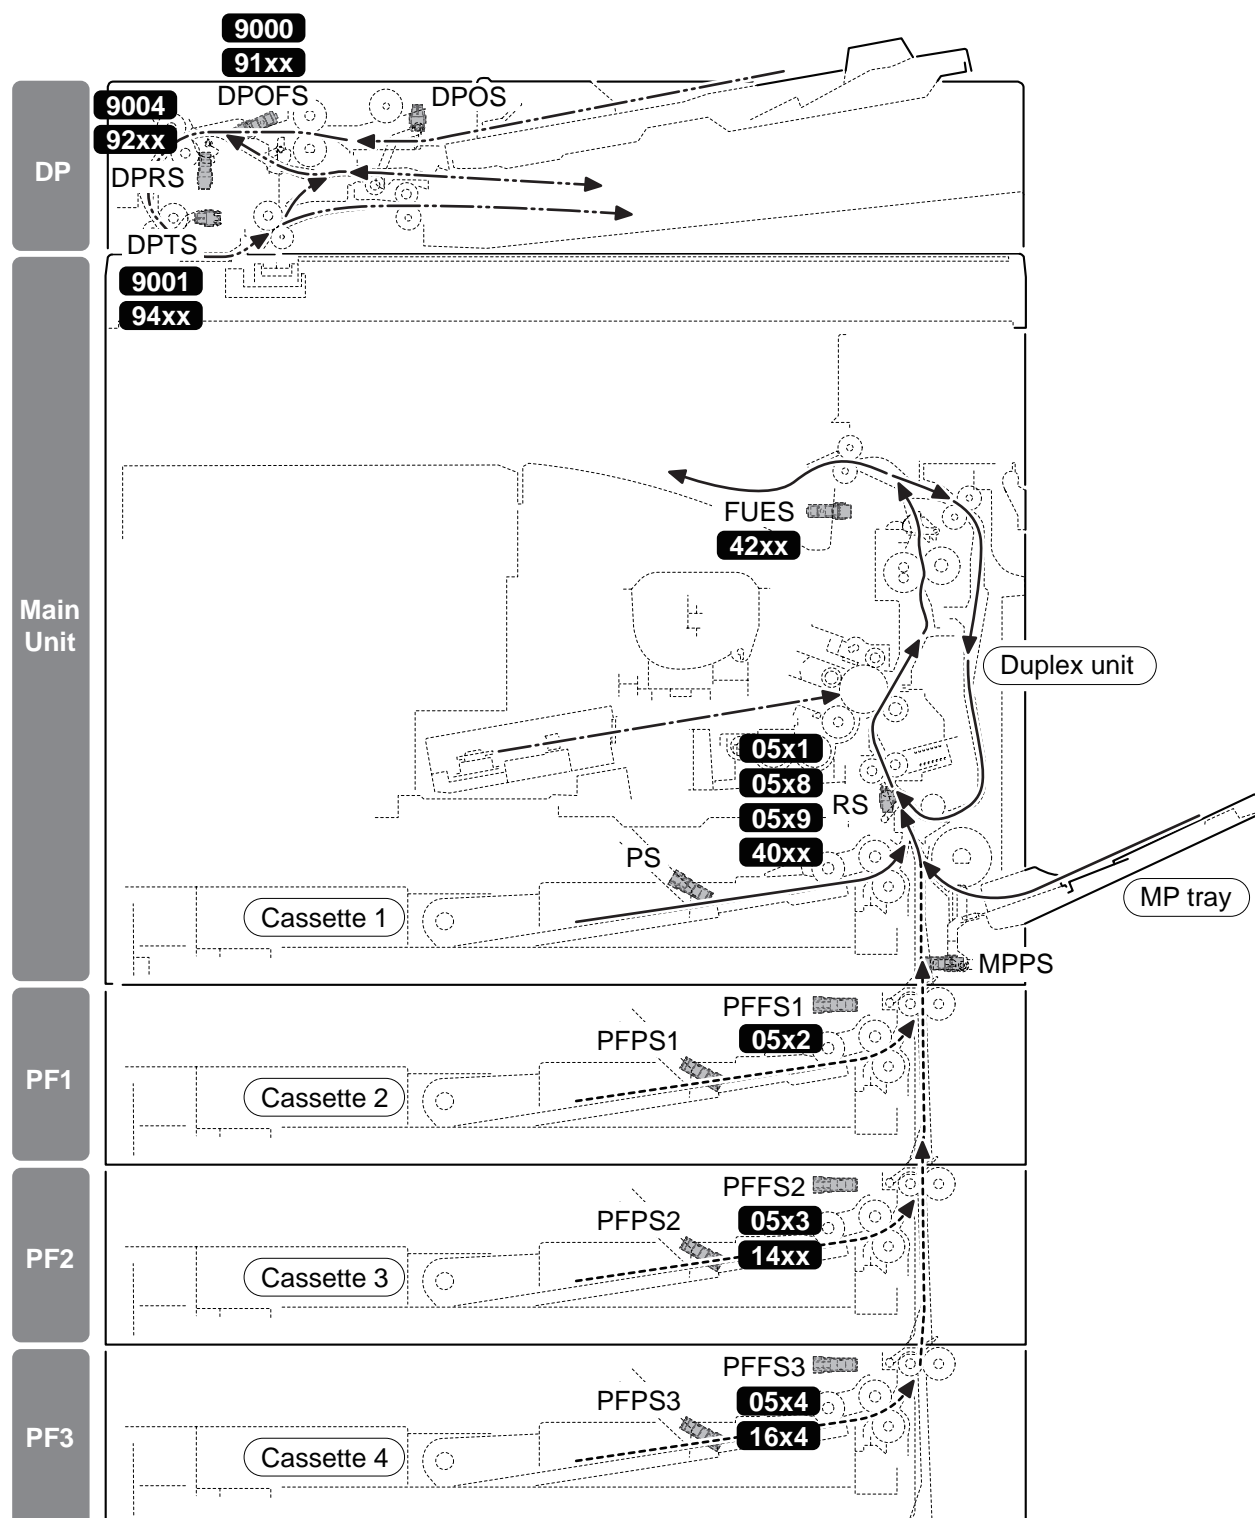 9000
91xx
DPOFS
DPOS
9004
92xx
DP
DPRS
DPTS
9001
94xx
FUES
42xx
Main
Unit
Duplex unit
05x1
05x8
RS
05x9
40xx
PS
Cassette 1
MP tray
MPPS
PFFS1
05x2
PFPS1
PF1
Cassette 2
PFFS2
05x3
PFPS2
14xx
PF2
Cassette 3
PFFS3
05x4
PFPS3
16x4
PF3
Cassette 4